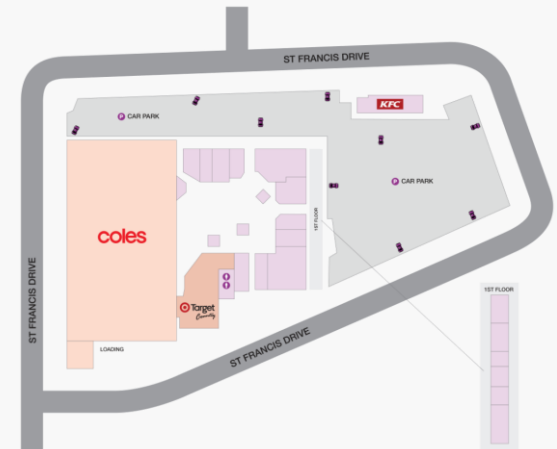 ST FRANCIS DRIVE
KFC
P CAR PARK
P CAR PARK
coles
1ST FLOOR
Target
Country
ST FRANCIS DRIVE
LOADING
ST FRANCIS DRIVE
1ST FLOOR